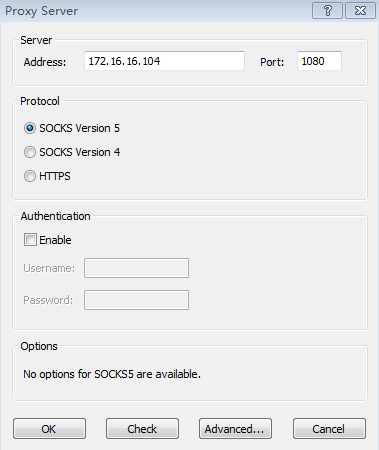 Proxy Server
Server
Address: 172.16.16.104 Port: 1080
Protocol
SOCKS Version 5
SOCKS Version 4
HTTPS
Authentication
Enable
Username:
Password:
Options
No options for SOCKS5 are available.
OK Check Advanced... Cancel